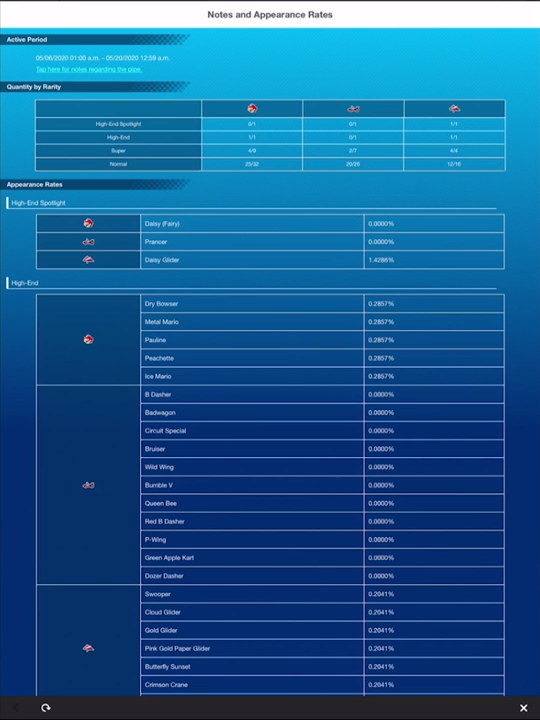 Notes and Appearance Rates
Active Period
05/06/2020 01:00 a.m. - 05/20/2020 12:59 a.m.
Tap here for notes regarding the pipe.
Quantity by Rarity
High-End Spotlight 0/1 0/1 1/1
High-End 1/1 0/1 1/1
Super 4/9 2/7 4/4
Normal 25/32 20/26 12/16
Appearance Rates
High-End Spotlight
Daisy (Fairy) 0.0000%
Prancer 0.0000%
Daisy Glider 1.4286%
High-End
Dry Bowser 0.2857%
Metal Mario 0.2857%
Pauline 0.2857%
Peachette 0.2857%
Ice Mario 0.2857%
B Dasher 0.0000%
Badwagon 0.0000%
Circuit Special 0.0000%
Bruiser 0.0000%
Wild Wing 0.0000%
Bumble V 0.0000%
Queen Bee 0.0000%
Red B Dasher 0.0000%
P-Wing 0.0000%
Green Apple Kart 0.0000%
Dozer Dasher 0.0000%
Swooper 0.2041%
Cloud Glider 0.2041%
Gold Glider 0.2041%
Pink Gold Paper Glider 0.2041%
Butterfly Sunset 0.2041%
Crimson Crane 0.2041%